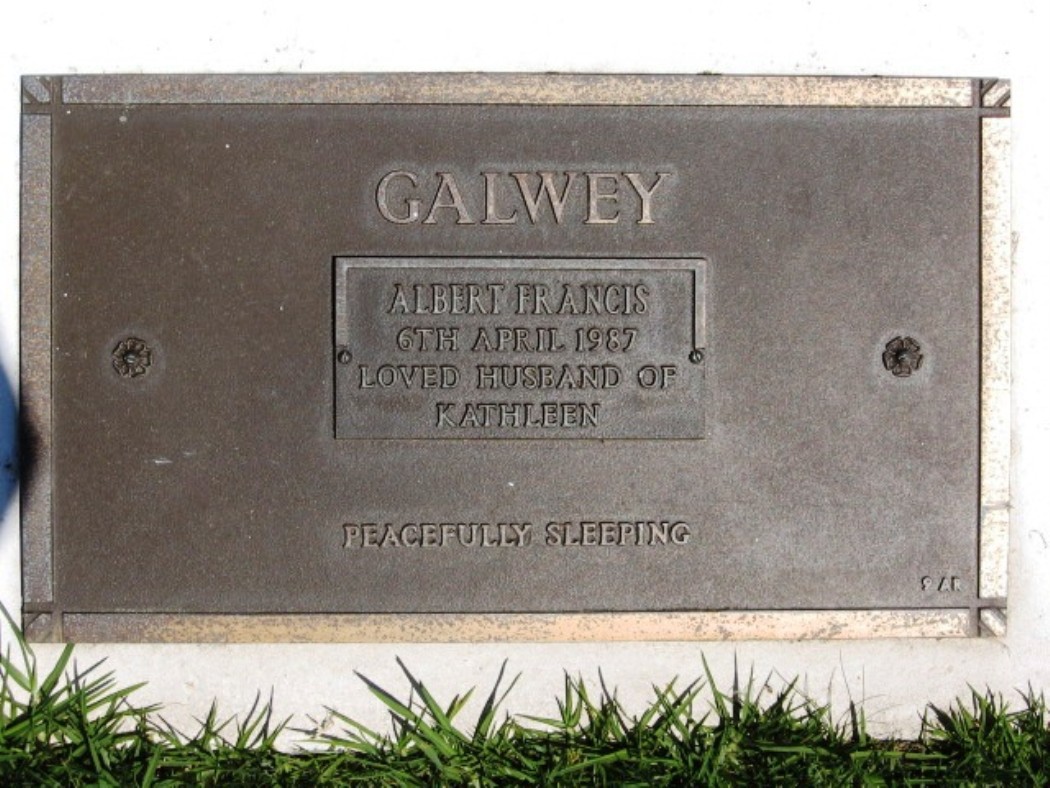 GALWEY
ALBERT FRANCIS
6TH APRIL 1987
LOVED HUSBAND OF
KATHLEEN
PEACEFULLY SLEEPING